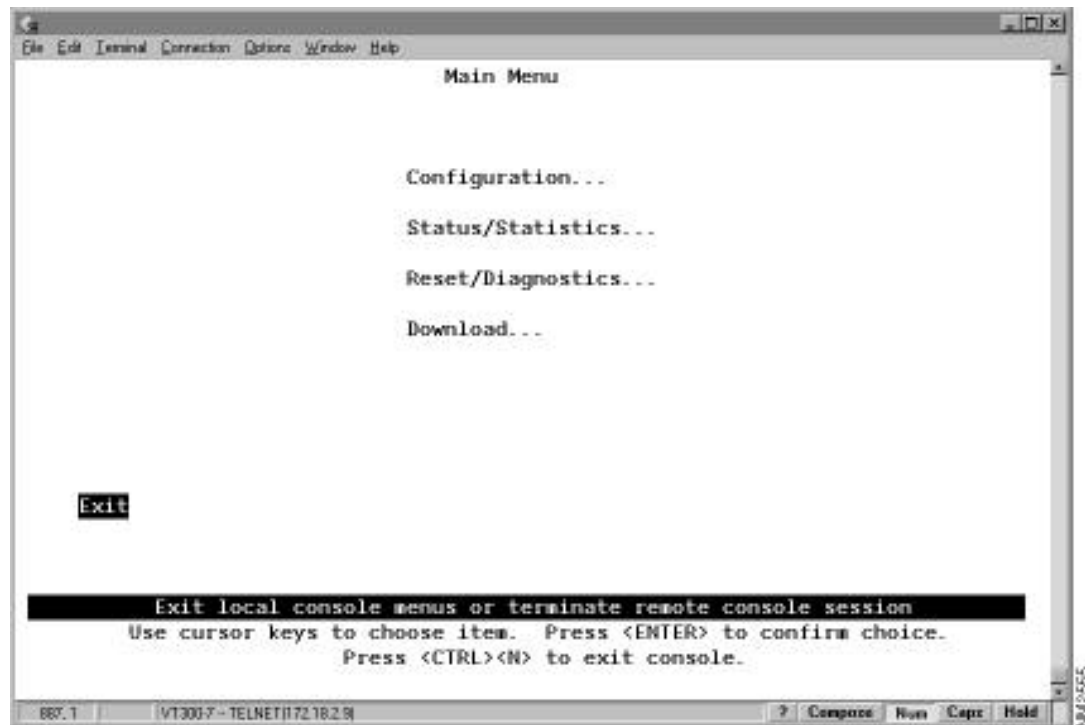 File Edit Terminal Connection Options Window Help
Main Menu
Configuration...
Status/Statistics...
Reset/Diagnostics...
Download...
Exit
Exit local console menus or terminate remote console session
Use cursor keys to choose item. Press <ENTER> to confirm choice.
Press <CTRL><N> to exit console.
VT300-7 -- TELNET(172.18.2.9) ? Compose Num Caps Hold